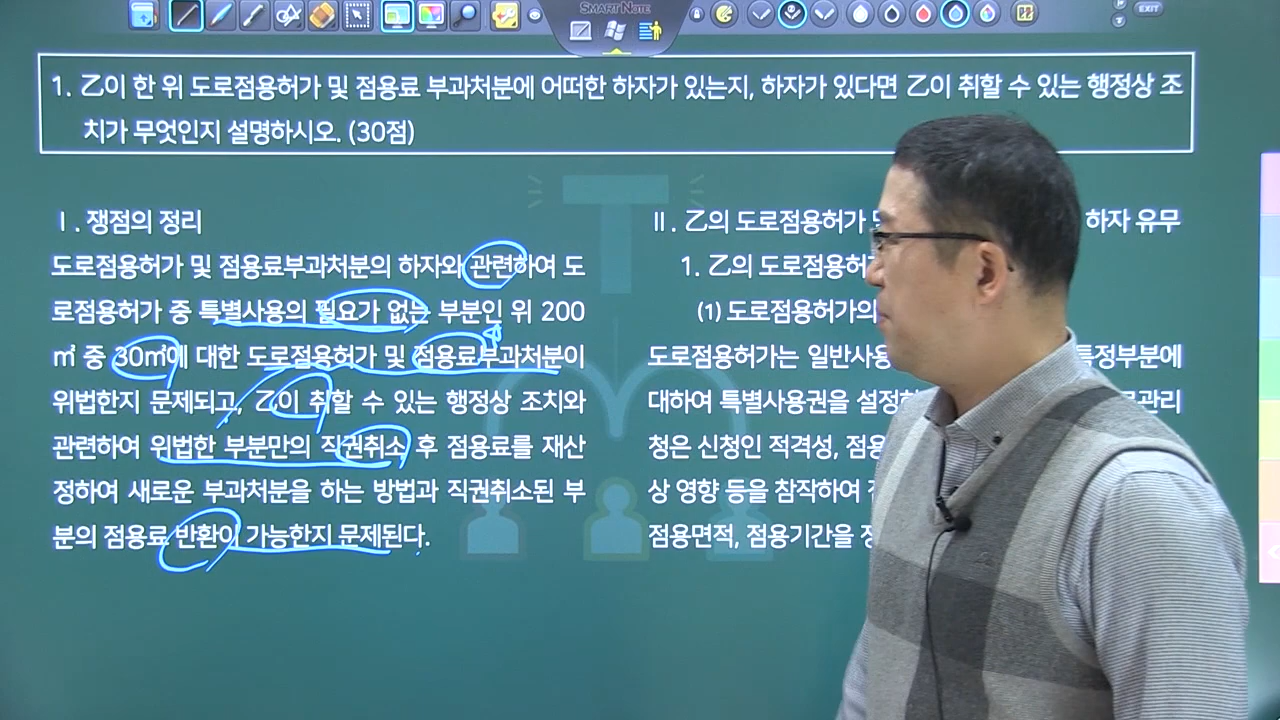 SMART NOTE
EXIT
1. 乙이 한 위 도로점용허가 및 점용료 부과처분에 어떠한 하자가 있는지, 하자가 있다면 乙이 취할 수 있는 행정상 조
치가 무엇인지 설명하시오. (30점)
Ⅰ. 쟁점의 정리
도로점용허가 및 점용료부과처분의 하자와 관련하여 도
로점용허가 중 특별사용의 필요가 없는 부분인 위 200
㎡ 중 30㎡에 대한 도로점용허가 및 점용료부과처분이
위법한지 문제되고, 乙이 취할 수 있는 행정상 조치와
관련하여 위법한 부분만의 직권취소 후 점용료를 재산
정하여 새로운 부과처분을 하는 방법과 직권취소된 부
분의 점용료 반환이 가능한지 문제된다.
Ⅱ. 乙의 도로점용허가 하자 유무
1. 乙의 도로점용허
(1) 도로점용허가의
도로점용허가는 일반사용 특정부분에
대하여 특별사용권을 설정하 관리
청은 신청인 적격성, 점용
상 영향 등을 참작하여
점용면적, 점용기간을